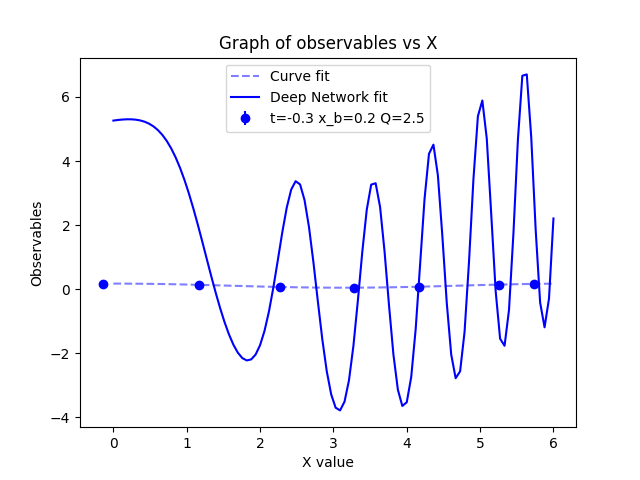 Graph of observables vs X
Curve fit
Deep Network fit
t=-0.3 x_b=0.2 Q=2.5
Observables
6
4
2
0
−2
−4
0 1 2 3 4 5 6
X value